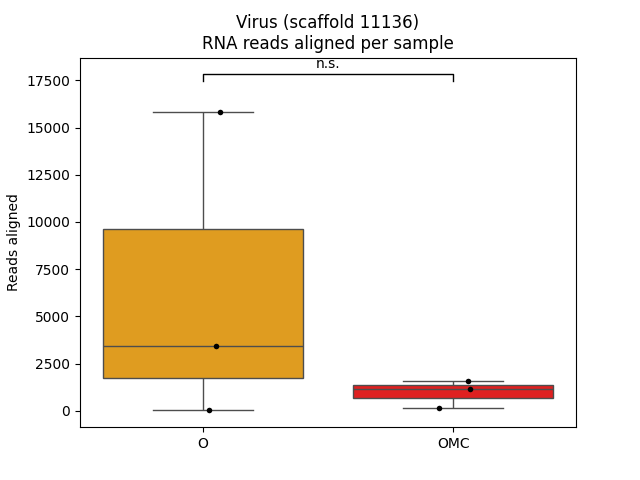 Virus (scaffold 11136)
RNA reads aligned per sample
n.s.
17500
15000
12500
10000
7500
5000
2500
0
Reads aligned
O
OMC